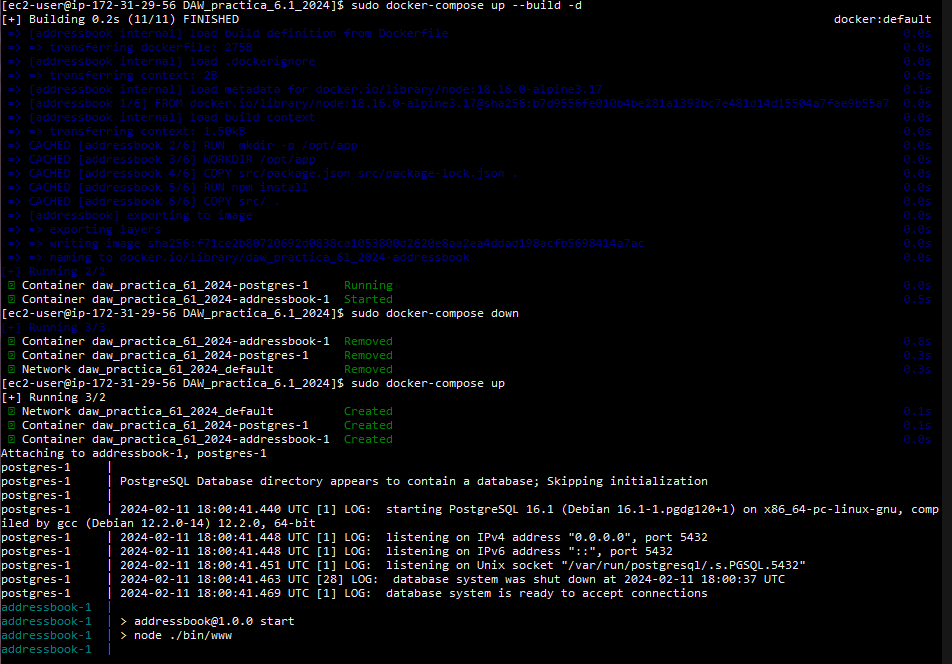 [ec2-user@ip-172-31-29-56 DAW_practica_6.1_2024]$ sudo docker-compose up --build -d
[+] Building 0.2s (11/11) FINISHED docker:default
=> [addressbook internal] load build definition from Dockerfile 0.0s
=> => transferring dockerfile: 175B 0.0s
=> [addressbook internal] load .dockerignore 0.0s
=> => transferring context: 2B 0.0s
=> [addressbook internal] load metadata for docker.io/library/node:18.16.0-alpine3.17 0.1s
=> [addressbook 1/6] FROM 0.0s
=> [addressbook internal] load build context 0.0s
=> => transferring context: 1.50kB 0.0s
=> CACHED [addressbook 2/6] RUN mkdir -p /opt/app 0.0s
=> CACHED [addressbook 3/6] WORKDIR /opt/app 0.0s
=> CACHED [addressbook 4/6] COPY src/package.json src/package-lock.json . 0.0s
=> CACHED [addressbook 5/6] RUN npm install 0.0s
=> CACHED [addressbook 6/6] COPY src/ . 0.0s
=> [addressbook] exporting to image 0.0s
=> => exporting layers 0.0s
=> => writing image 0.0s
=> => naming to docker.io/library/daw_practica_61_2024-addressbook 0.0s
[+] Running 2/2
Container daw_practica_61_2024-postgres-1 Running 0.0s
Container daw_practica_61_2024-addressbook-1 Started 0.5s
[ec2-user@ip-172-31-29-56 DAW_practica_6.1_2024]$ sudo docker-compose down
[+] Running 3/3
Container daw_practica_61_2024-addressbook-1 Removed 0.8s
Container daw_practica_61_2024-postgres-1 Removed 0.3s
Network daw_practica_61_2024_default Removed 0.3s
[ec2-user@ip-172-31-29-56 DAW_practica_6.1_2024]$ sudo docker-compose up
[+] Running 3/2
Network daw_practica_61_2024_default Created 0.1s
Container daw_practica_61_2024-postgres-1 Created 0.1s
Container daw_practica_61_2024-addressbook-1 Created 0.0s
Attaching to addressbook-1, postgres-1
postgres-1 |
postgres-1 | PostgreSQL Database directory appears to contain a database; Skipping initialization
postgres-1 |
postgres-1 | 2024-02-11 18:00:41.440 UTC [1] LOG: starting PostgreSQL 16.1 (Debian 16.1-1.pgdg120+1) on x86_64-pc-linux-gnu, comp
iled by gcc (Debian 12.2.0-14) 12.2.0, 64-bit
postgres-1 | 2024-02-11 18:00:41.448 UTC [1] LOG: listening on IPv4 address "0.0.0.0", port 5432
postgres-1 | 2024-02-11 18:00:41.448 UTC [1] LOG: listening on IPv6 address "::", port 5432
postgres-1 | 2024-02-11 18:00:41.451 UTC [1] LOG: listening on Unix socket "/var/run/postgresql/.s.PGSQL.5432"
postgres-1 | 2024-02-11 18:00:41.463 UTC [28] LOG: database system was shut down at 2024-02-11 18:00:37 UTC
postgres-1 | 2024-02-11 18:00:41.469 UTC [1] LOG: database system is ready to accept connections
addressbook-1 |
addressbook-1 | > addressbook@1.0.0 start
addressbook-1 | > node ./bin/www
addressbook-1 |